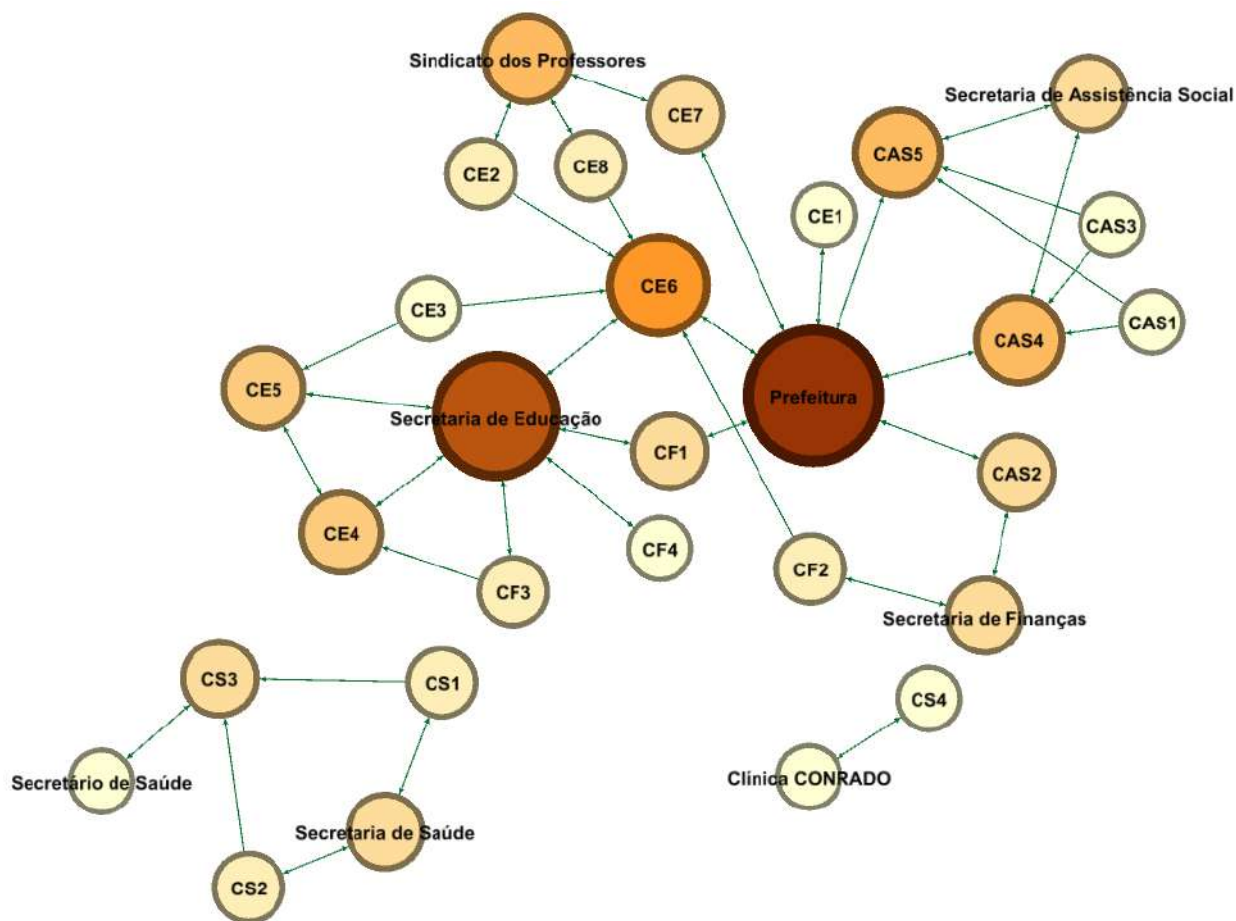 Sindicato dos Professores
Secretaria de Assistência Social
CE7
CAS5
CE8
CE2
CE1
CAS3
CE6
CE3
CAS1
CAS4
CE5
Prefeitura
Secretaria de Educação
CF1
CAS2
CE4
CF4
CF2
CF3
Secretaria de Finanças
CS3
CS1
CS4
Secretário de Saúde
Clínica CONRADO
Secretaria de Saúde
CS2